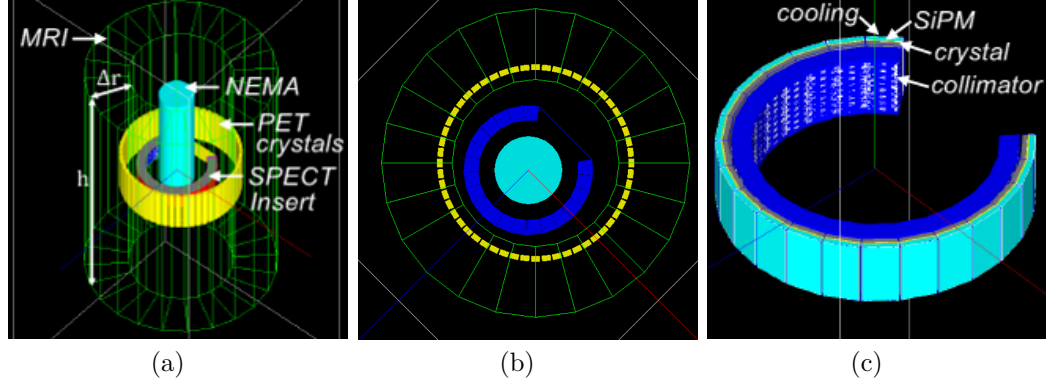 MRI
Δr
NEMA
PET
crystals
h
SPECT
Insert
cooling
SiPM
crystal
collimator
(a)
(b)
(c)